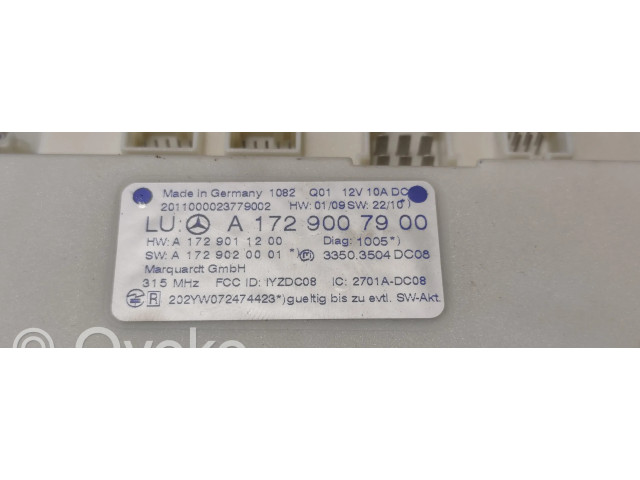 Made in Germany 1082 Q01 12V 10A DC
2011000023779002 HW: 01/09 SW: 22/10*)
LU: A 172 900 79 00
HW: A 172 901 12 00 Diag: 1005*)
SW: A 172 902 00 01 *) 3350.3504 DC08
Marquardt GmbH
315 MHz FCC ID: IYZDC08 IC: 2701A-DC08
R 202YW072474423 *)gueltig bis zu evtl. SW-Akt.
Ovoko